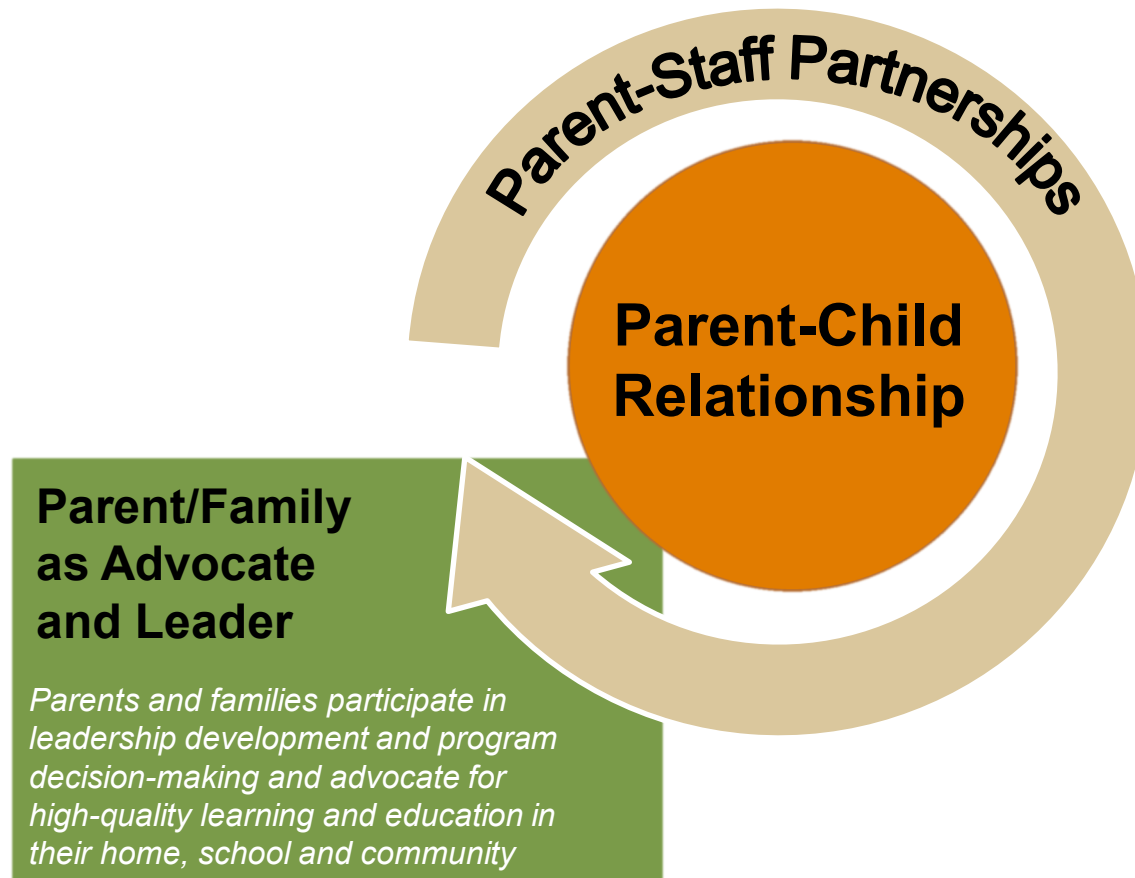 Parent-Staff Partnerships
Parent-Child
Relationship
Parent/Family
as Advocate
and Leader
Parents and families participate in
leadership development and program
decision-making and advocate for
high-quality learning and education in
their home, school and community